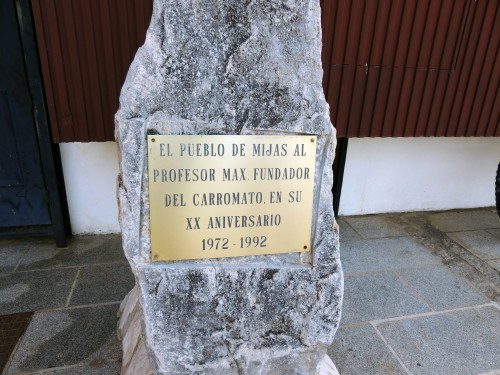 EL PUEBLO DE MIJAS AL
PROFESOR MAX. FUNDADOR
DEL CARROMATO. EN SU
XX ANIVERSARIO
1972 - 1992